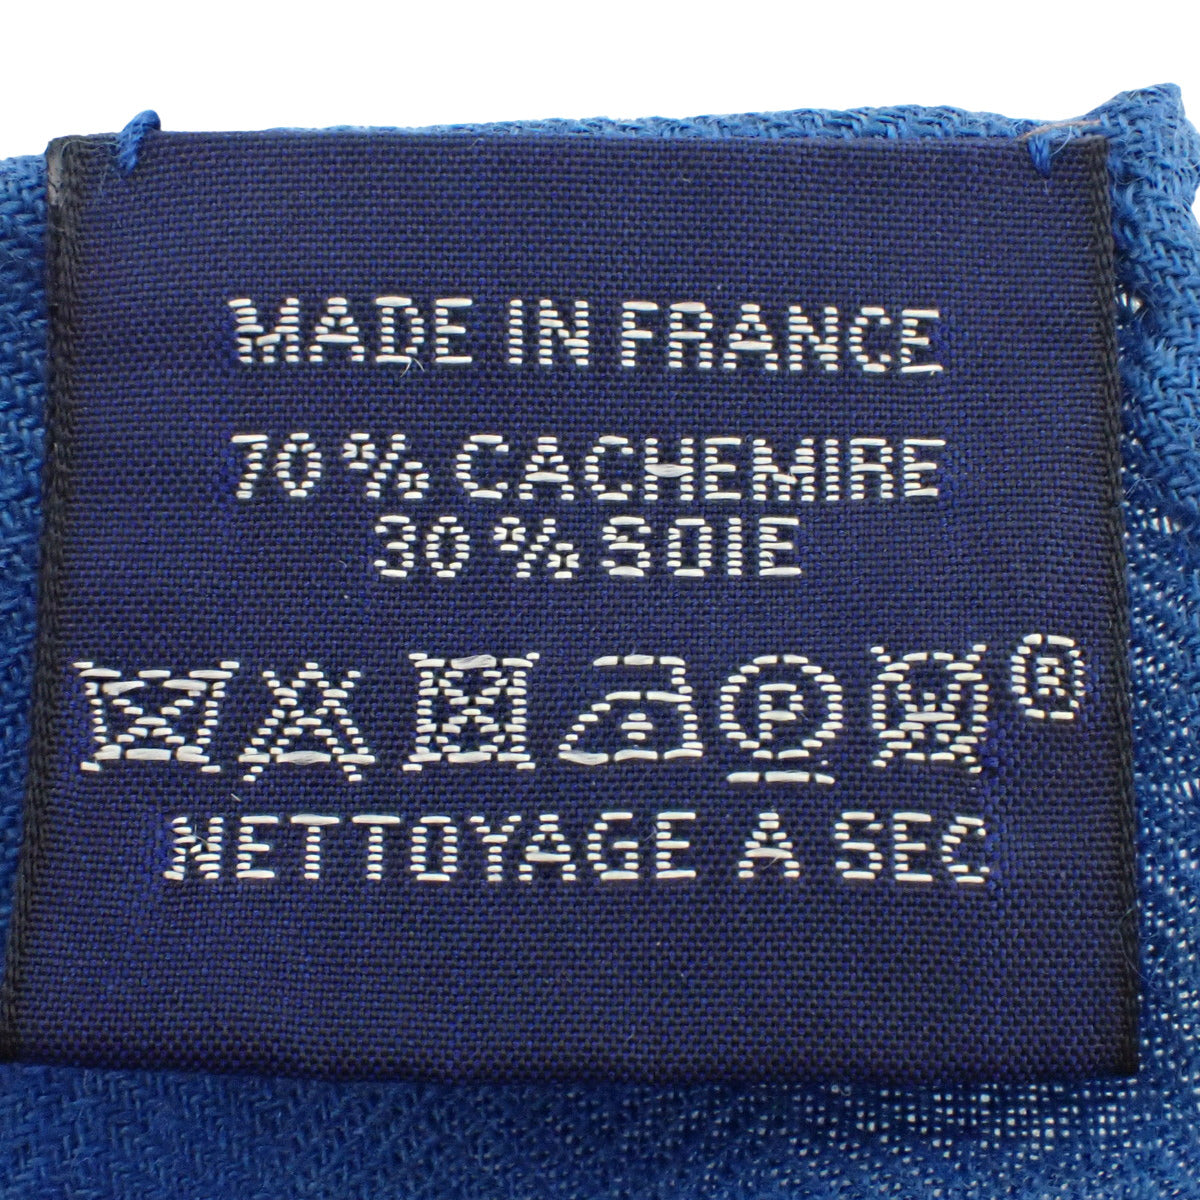 MADE IN FRANCE
70% CACHEMIRE
30% SOIE
P W ®
NETTOYAGE A SEC